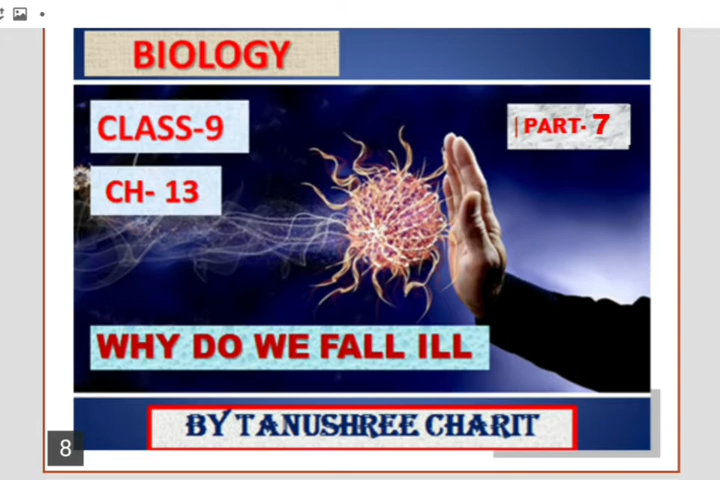 BIOLOGY
CLASS-9
| PART- 7
CH- 13
WHY DO WE FALL ILL
BY TANUSHREE CHARIT
8